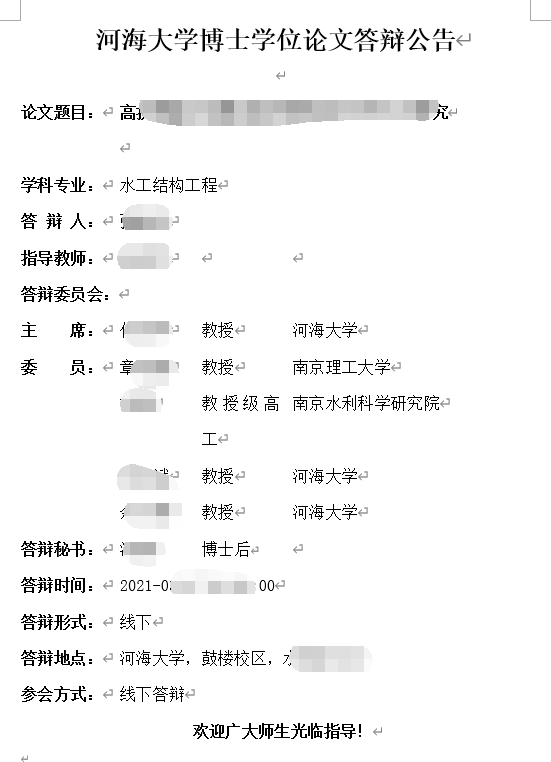 河海大学博士学位论文答辩公告
论文题目： 高 究
学科专业： 水工结构工程
答 辩 人：
指导教师：
答辩委员会：
主 席： 教授 河海大学
委 员： 章 教授 南京理工大学
教授级高 南京水利科学研究院
工
教授 河海大学
教授 河海大学
答辩秘书： 博士后
答辩时间： 2021-0 00
答辩形式： 线下
答辩地点： 河海大学，鼓楼校区，水
参会方式： 线下答辩
欢迎广大师生光临指导！